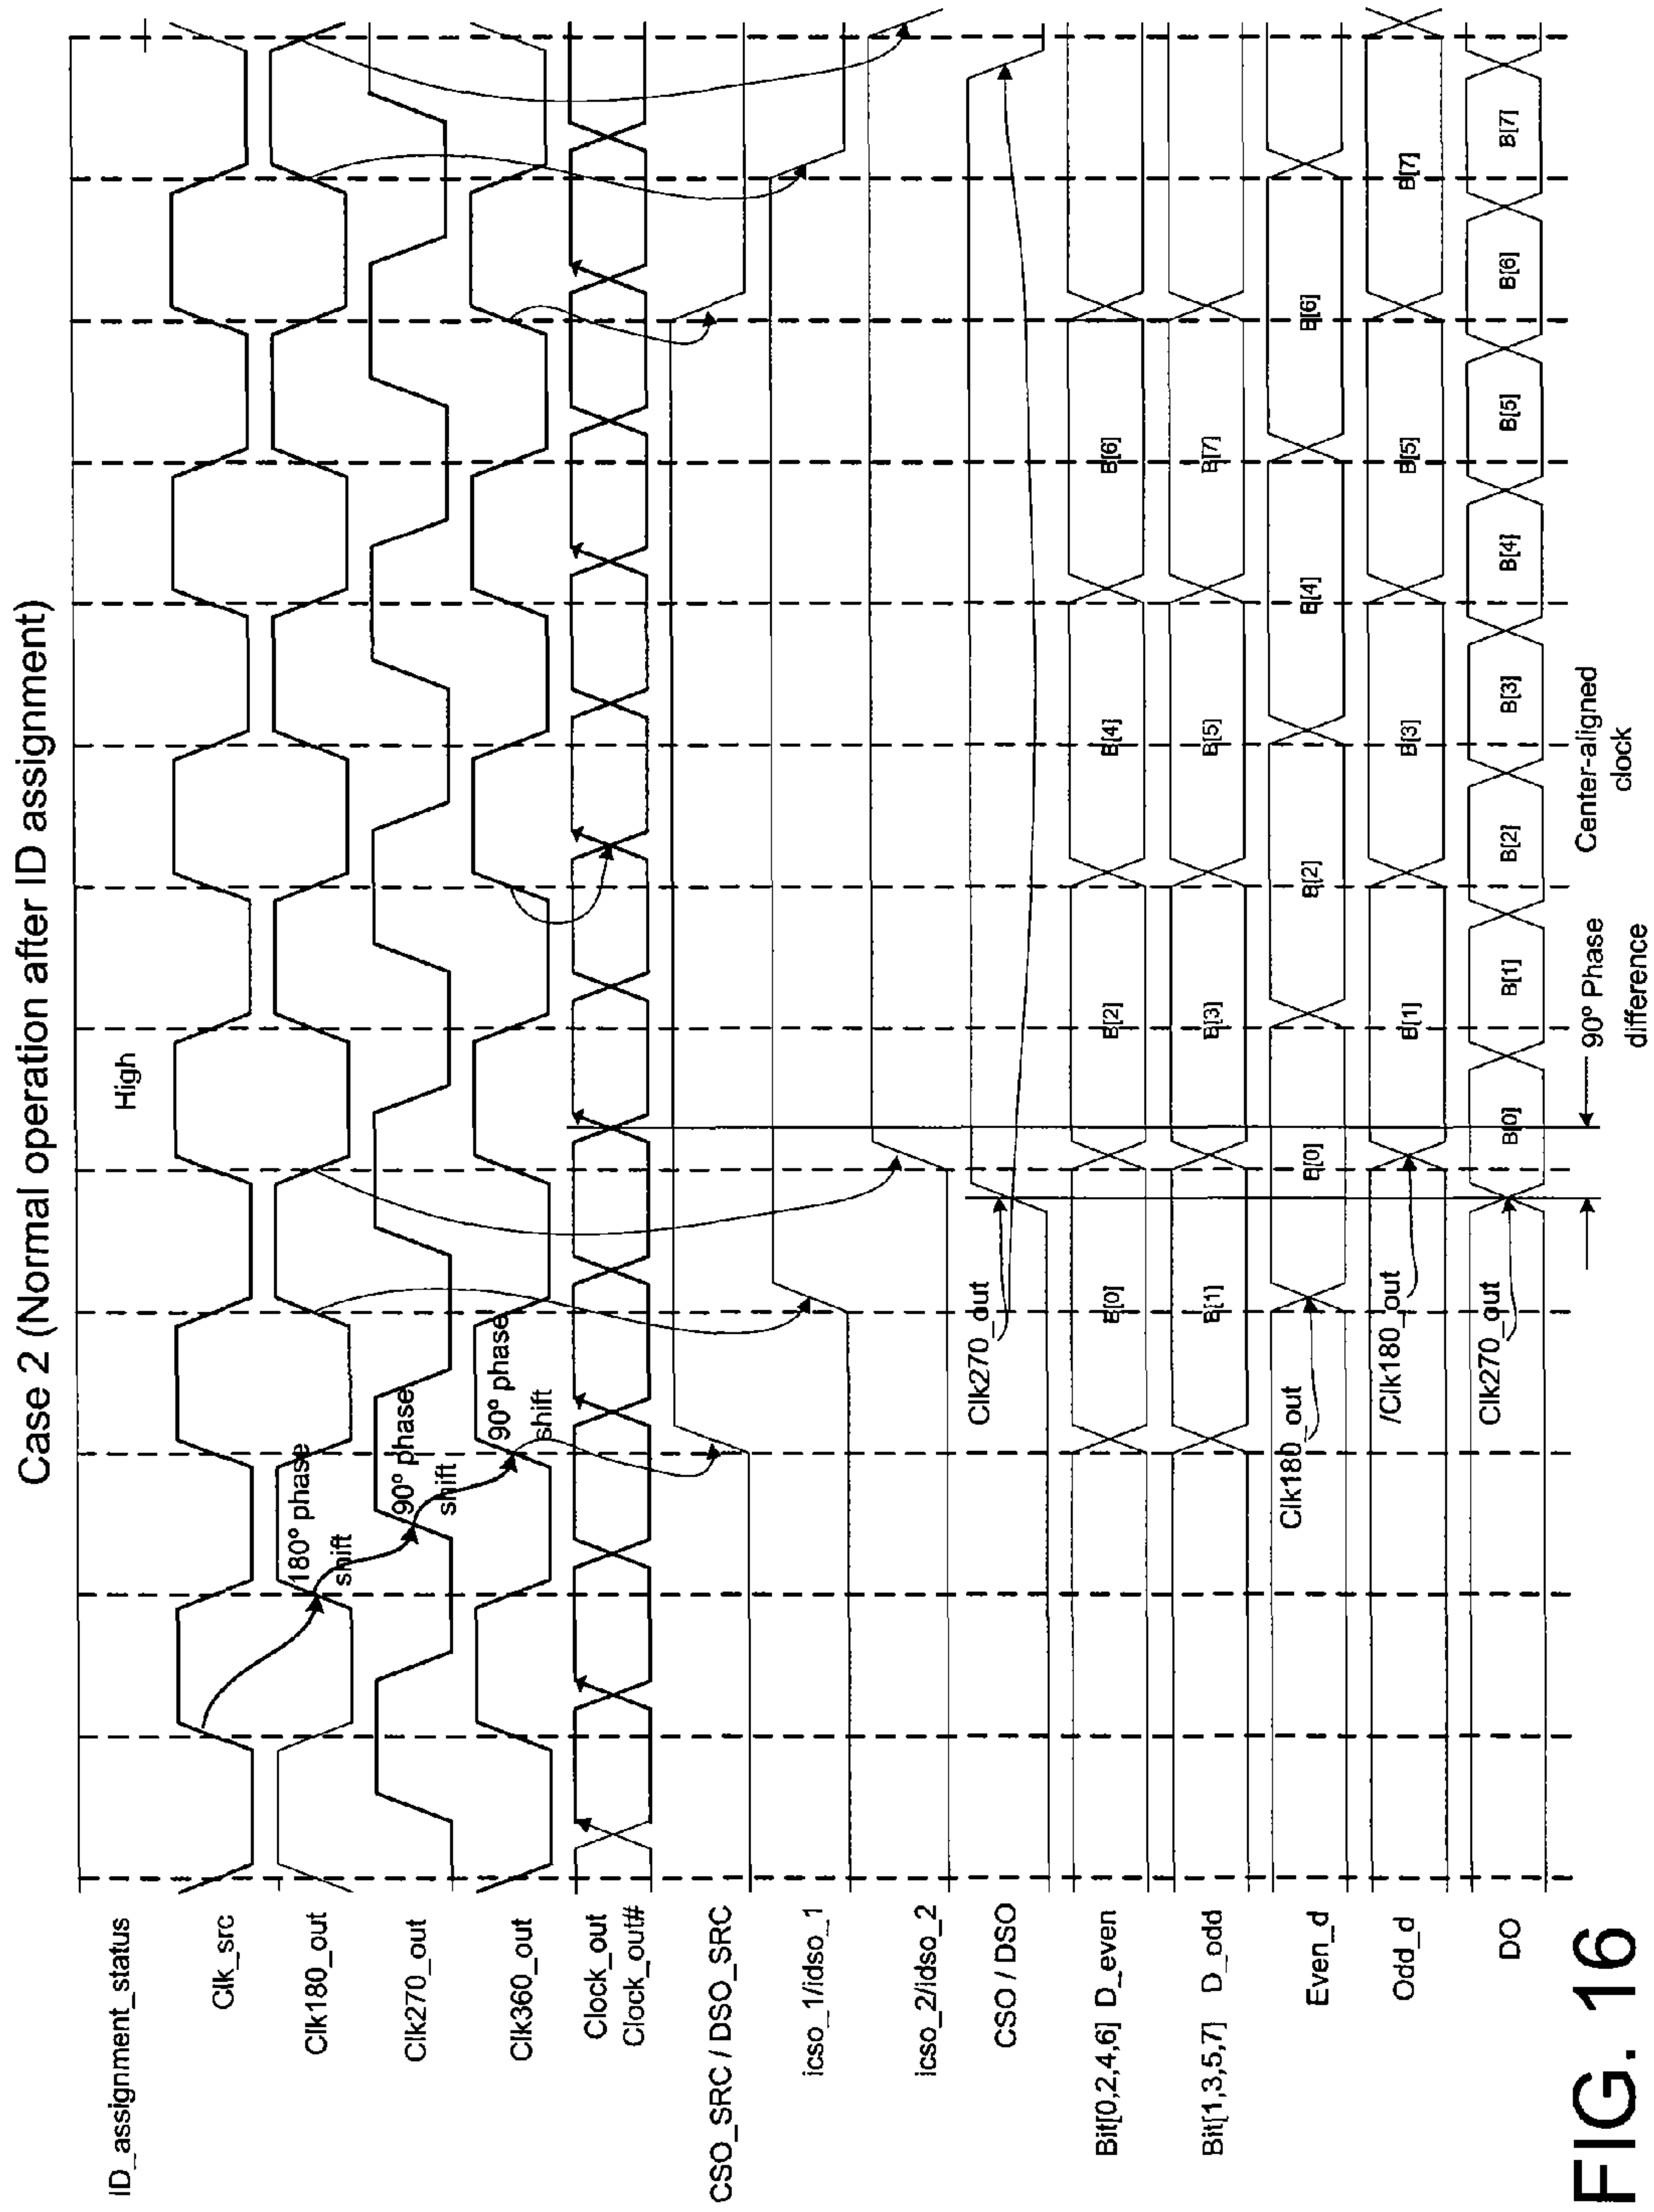 Case 2 (Normal operation after ID assignment)
ID_assignment_status
High
Clk_src
Clk180_out
180º phase
shift
Clk270_out
90º phase
shift
Clk360_out
90º phase
shift
Clock_out
Clock_out#
CSO_SRC / DSO_SRC
icso_1/idso_1
icso_2/idso_2
CSO / DSO
Clk270_out
Bit[0,2,4,6] D_even
B[0] B[2] B[4] B[6]
Bit[1,3,5,7] D_odd
B[1] B[3] B[5] B[7]
Even_d
Clk180_out
B[0] B[2] B[4] B[6]
Odd_d
/Clk180_out
B[1] B[3] B[5] B[7]
DO
Clk270_out
B[0] B[1] B[2] B[3] B[4] B[5] B[6] B[7]
90º Phase
difference
Center-aligned
clock
FIG. 16